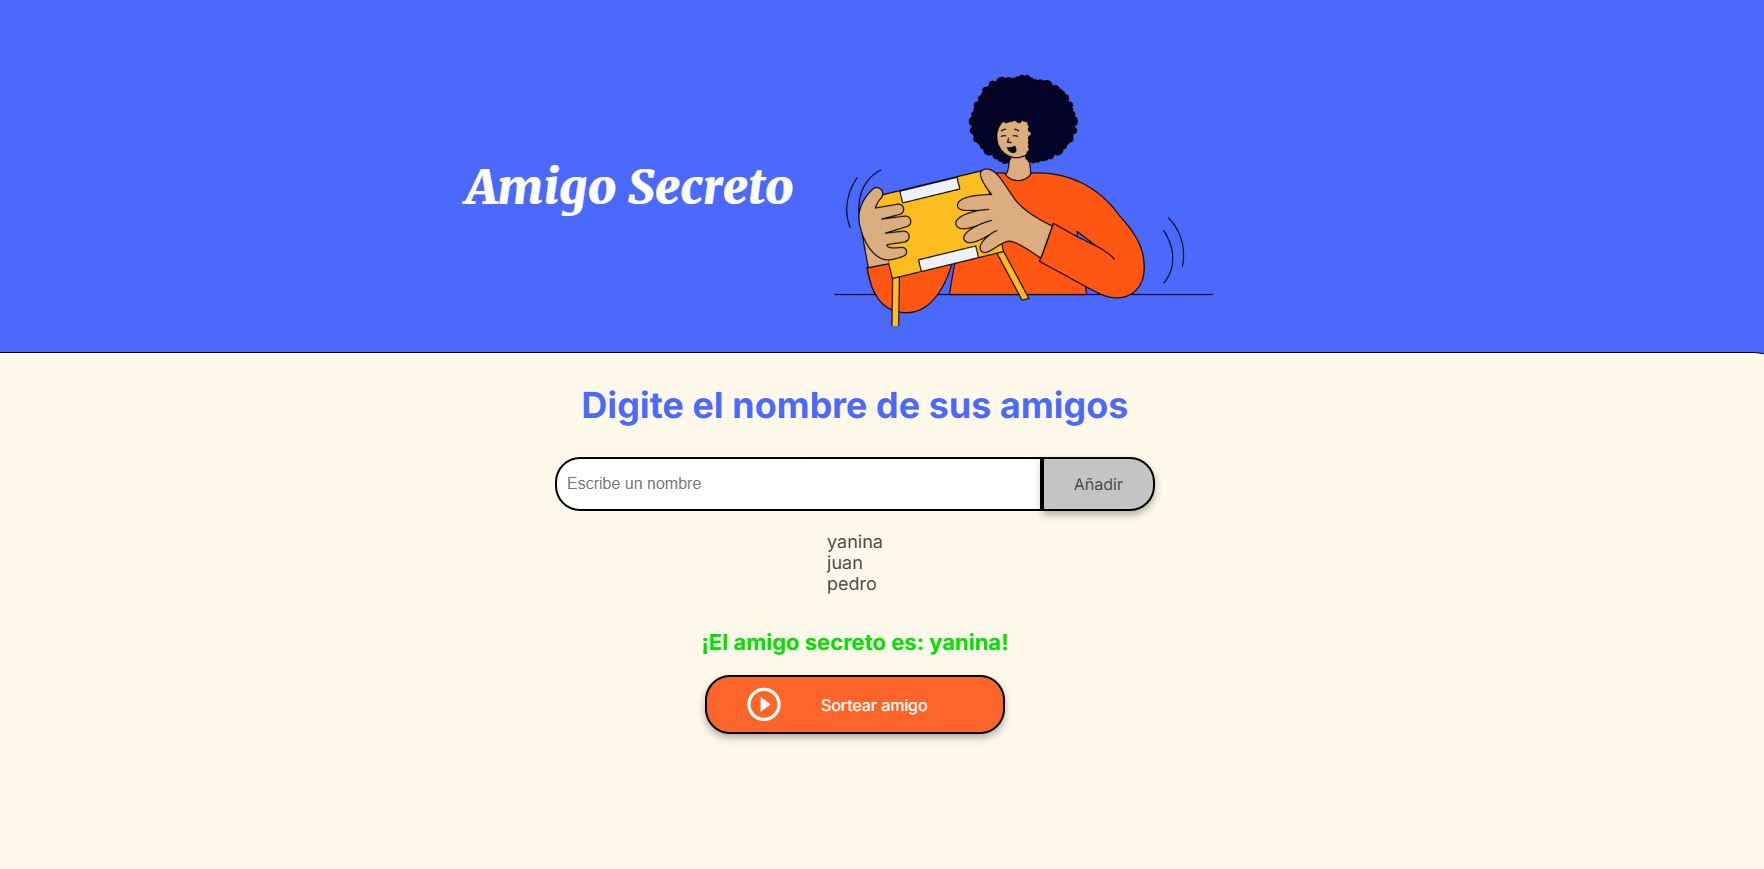 Amigo Secreto
Digite el nombre de sus amigos
Escribe un nombre
Añadir
yanina
juan
pedro
¡El amigo secreto es: yanina!
Sortear amigo